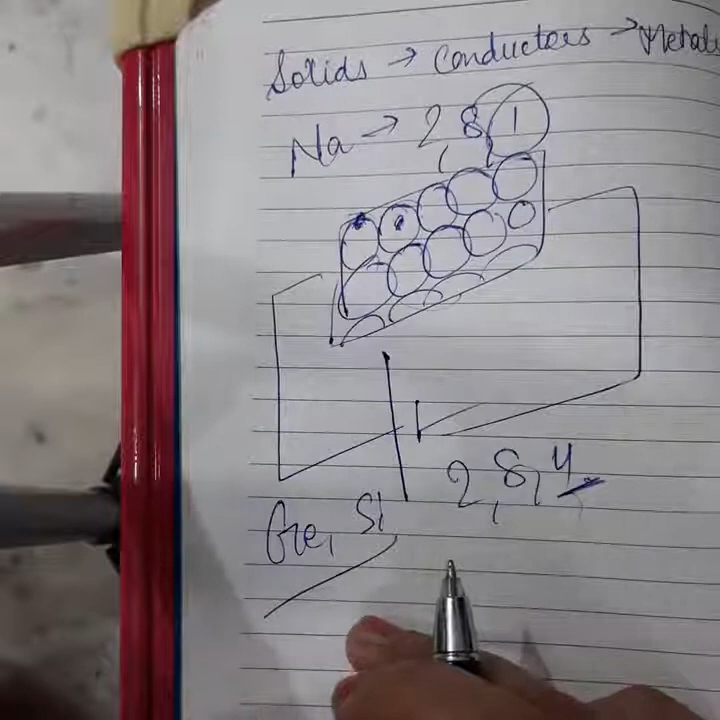 Solids → Conductors → Metals
Na → 2, 8, 1
2, 8, 4
Ge, Si